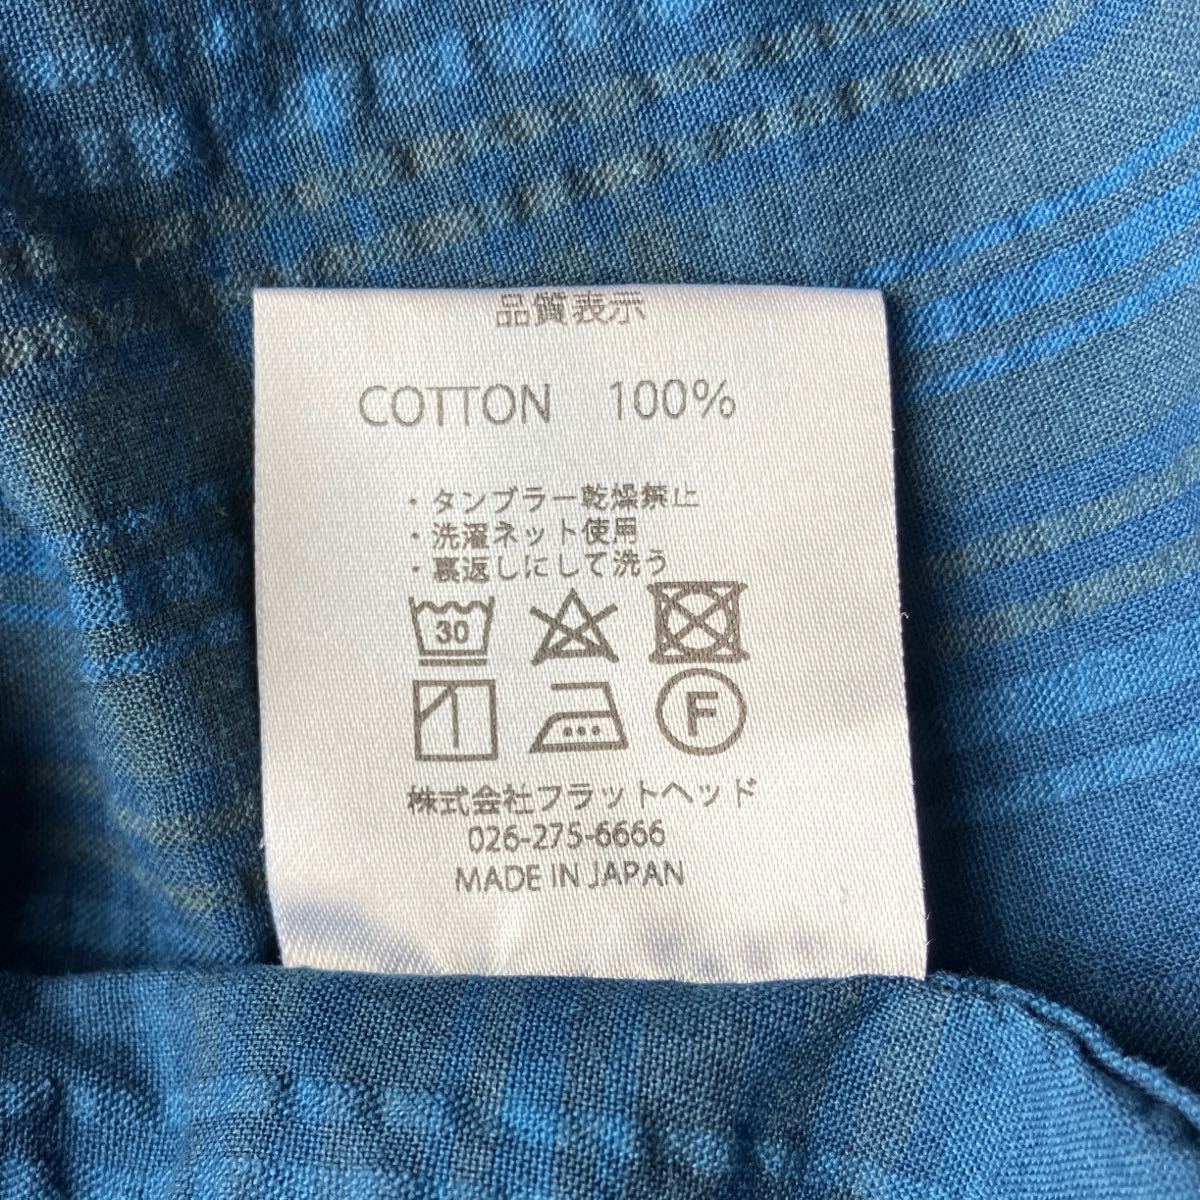 品質表示
COTTON 100%
・タンブラー乾燥禁止
・洗濯ネット使用
・裏返しにして洗う
30
F
株式会社フラットヘッド
026-275-6666
MADE IN JAPAN